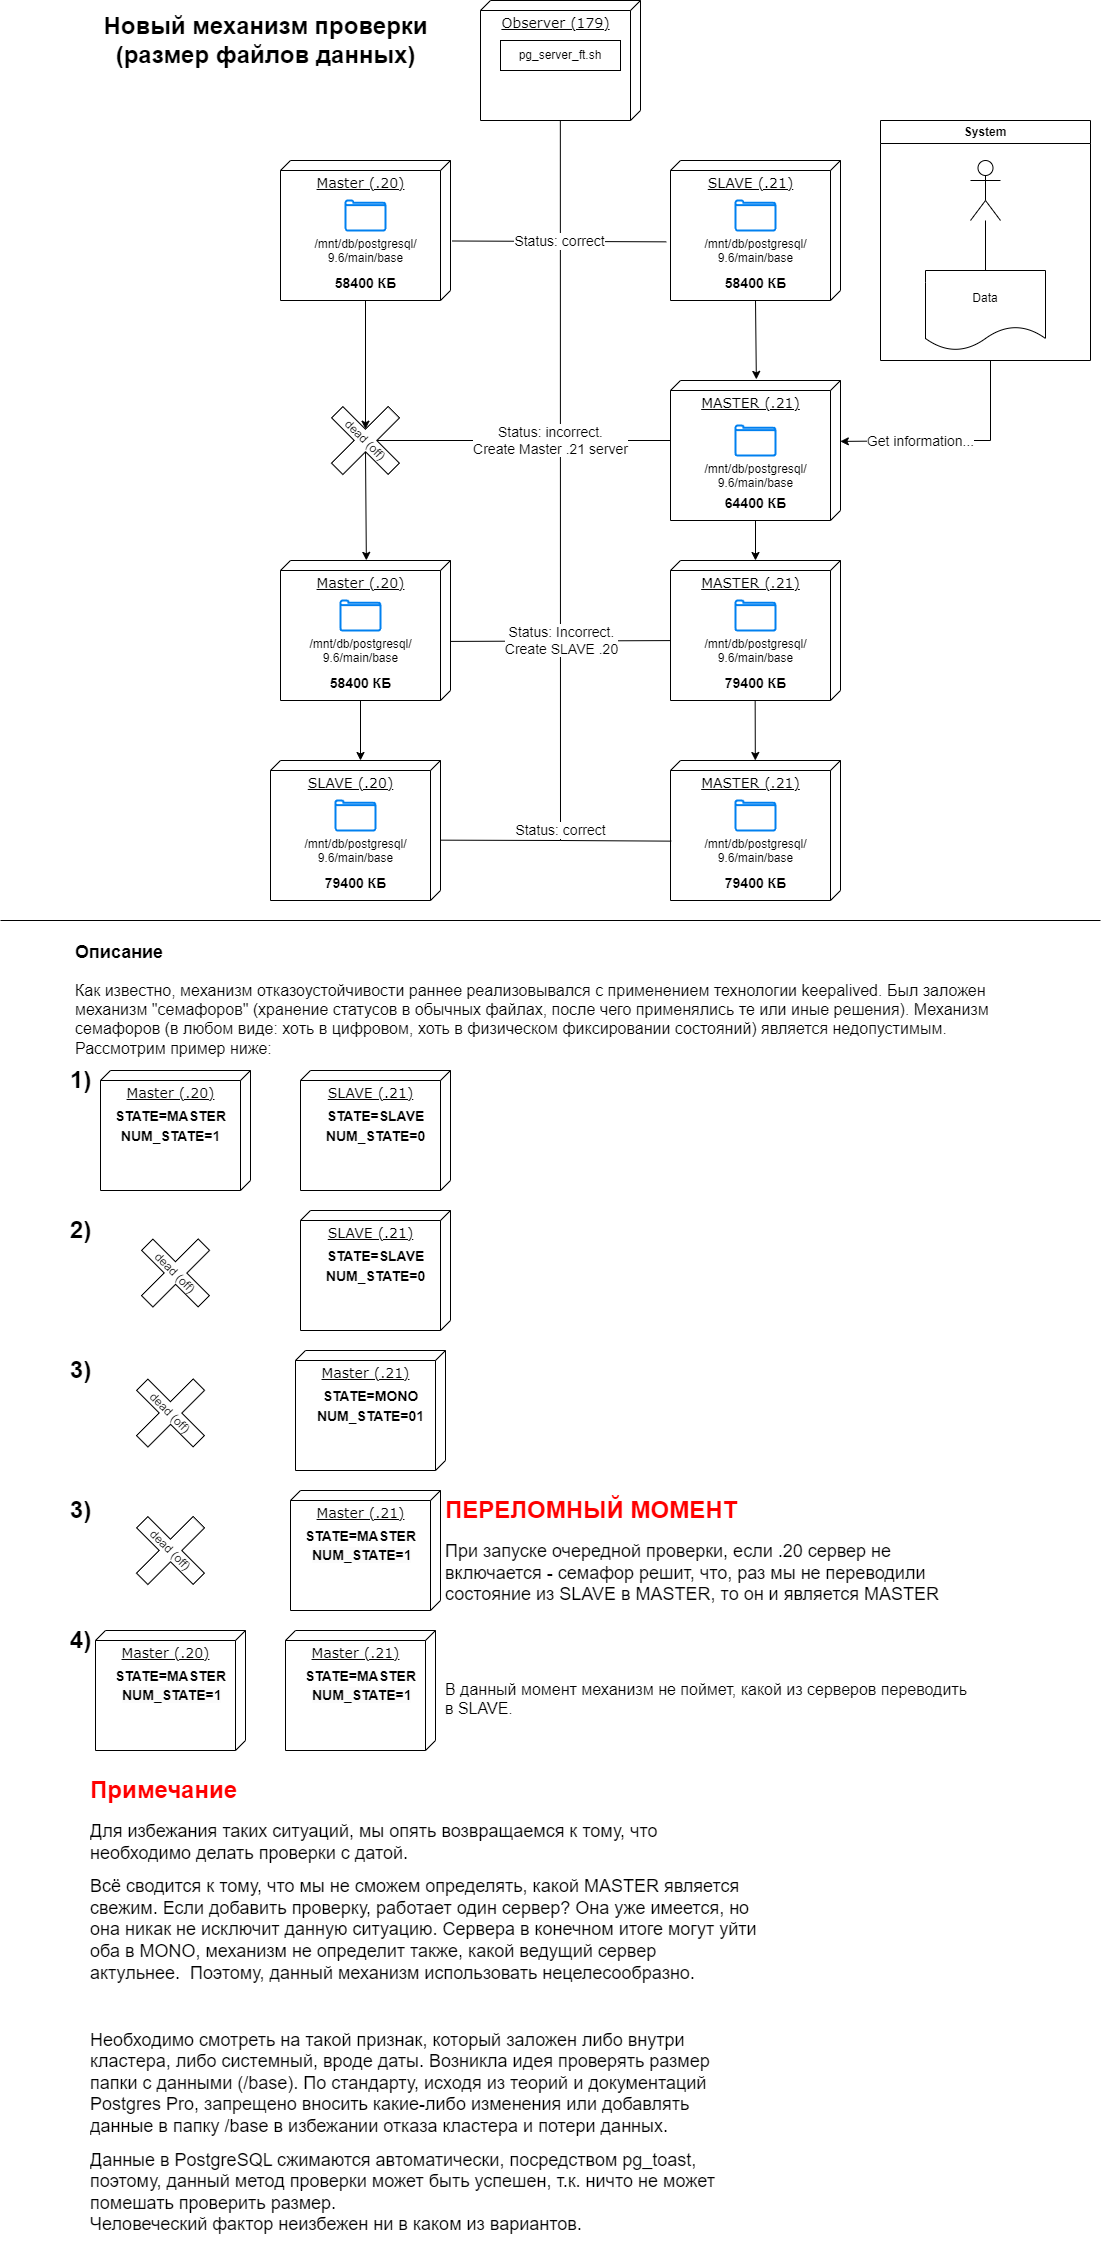 Новый механизм проверки
(размер файлов данных)
Observer (179)
pg_server_ft.sh
System
Data
Master (.20)
/mnt/db/postgresql/
9.6/main/base
58400 КБ
Status: correct
SLAVE (.21)
/mnt/db/postgresql/
9.6/main/base
58400 КБ
dead (off)
Status: incorrect.
Create Master .21 server
MASTER (.21)
/mnt/db/postgresql/
9.6/main/base
64400 КБ
Get information...
Master (.20)
/mnt/db/postgresql/
9.6/main/base
58400 КБ
Status: Incorrect.
Create SLAVE .20
MASTER (.21)
/mnt/db/postgresql/
9.6/main/base
79400 КБ
SLAVE (.20)
/mnt/db/postgresql/
9.6/main/base
79400 КБ
Status: correct
MASTER (.21)
/mnt/db/postgresql/
9.6/main/base
79400 КБ
Описание
Как известно, механизм отказоустойчивости раннее реализовывался с применением технологии keepalived. Был заложен
механизм "семафоров" (хранение статусов в обычных файлах, после чего применялись те или иные решения). Механизм
семафоров (в любом виде: хоть в цифровом, хоть в физическом фиксировании состояний) является недопустимым.
Рассмотрим пример ниже:
1)
Master (.20)
STATE=MASTER
NUM_STATE=1
SLAVE (.21)
STATE=SLAVE
NUM_STATE=0
2)
dead (off)
SLAVE (.21)
STATE=SLAVE
NUM_STATE=0
3)
dead (off)
Master (.21)
STATE=MONO
NUM_STATE=01
3)
dead (off)
Master (.21)
STATE=MASTER
NUM_STATE=1
ПЕРЕЛОМНЫЙ МОМЕНТ
При запуске очередной проверки, если .20 сервер не
включается - семафор решит, что, раз мы не переводили
состояние из SLAVE в MASTER, то он и является MASTER
4)
Master (.20)
STATE=MASTER
NUM_STATE=1
Master (.21)
STATE=MASTER
NUM_STATE=1
В данный момент механизм не поймет, какой из серверов переводить
в SLAVE.
Примечание
Для избежания таких ситуаций, мы опять возвращаемся к тому, что
необходимо делать проверки с датой.
Всё сводится к тому, что мы не сможем определять, какой MASTER является
свежим. Если добавить проверку, работает один сервер? Она уже имеется, но
она никак не исключит данную ситуацию. Сервера в конечном итоге могут уйти
оба в MONO, механизм не определит также, какой ведущий сервер
актульнее. Поэтому, данный механизм использовать нецелесообразно.
Необходимо смотреть на такой признак, который заложен либо внутри
кластера, либо системный, вроде даты. Возникла идея проверять размер
папки с данными (/base). По стандарту, исходя из теорий и документаций
Postgres Pro, запрещено вносить какие-либо изменения или добавлять
данные в папку /base в избежании отказа кластера и потери данных.
Данные в PostgreSQL сжимаются автоматически, посредством pg_toast,
поэтому, данный метод проверки может быть успешен, т.к. ничто не может
помешать проверить размер.
Человеческий фактор неизбежен ни в каком из вариантов.